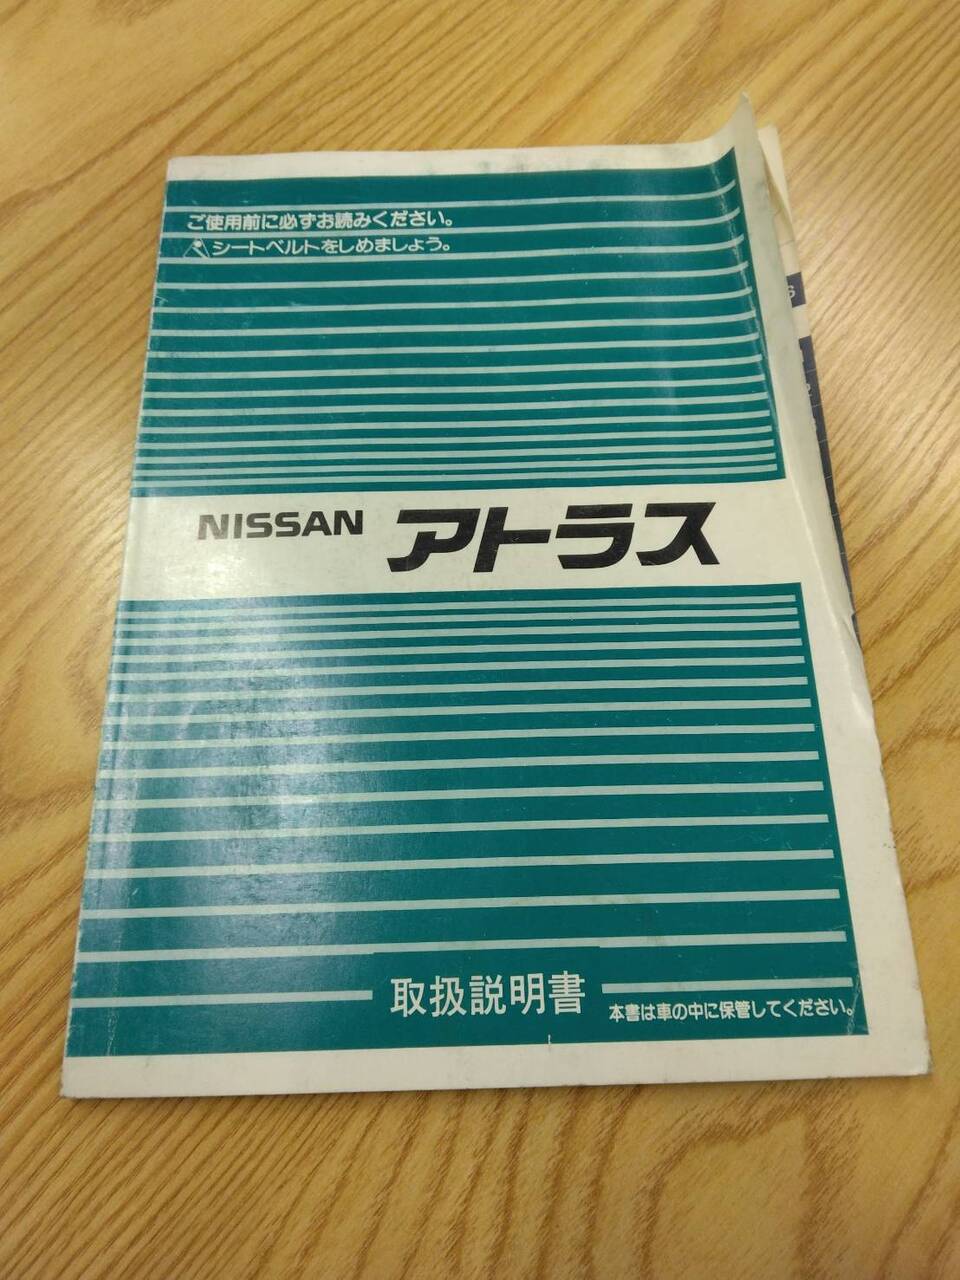 ご使用前に必ずお読みください。
シートベルトをしめましょう。
NISSAN アトラス
取扱説明書
本書は車の中に保管してください。